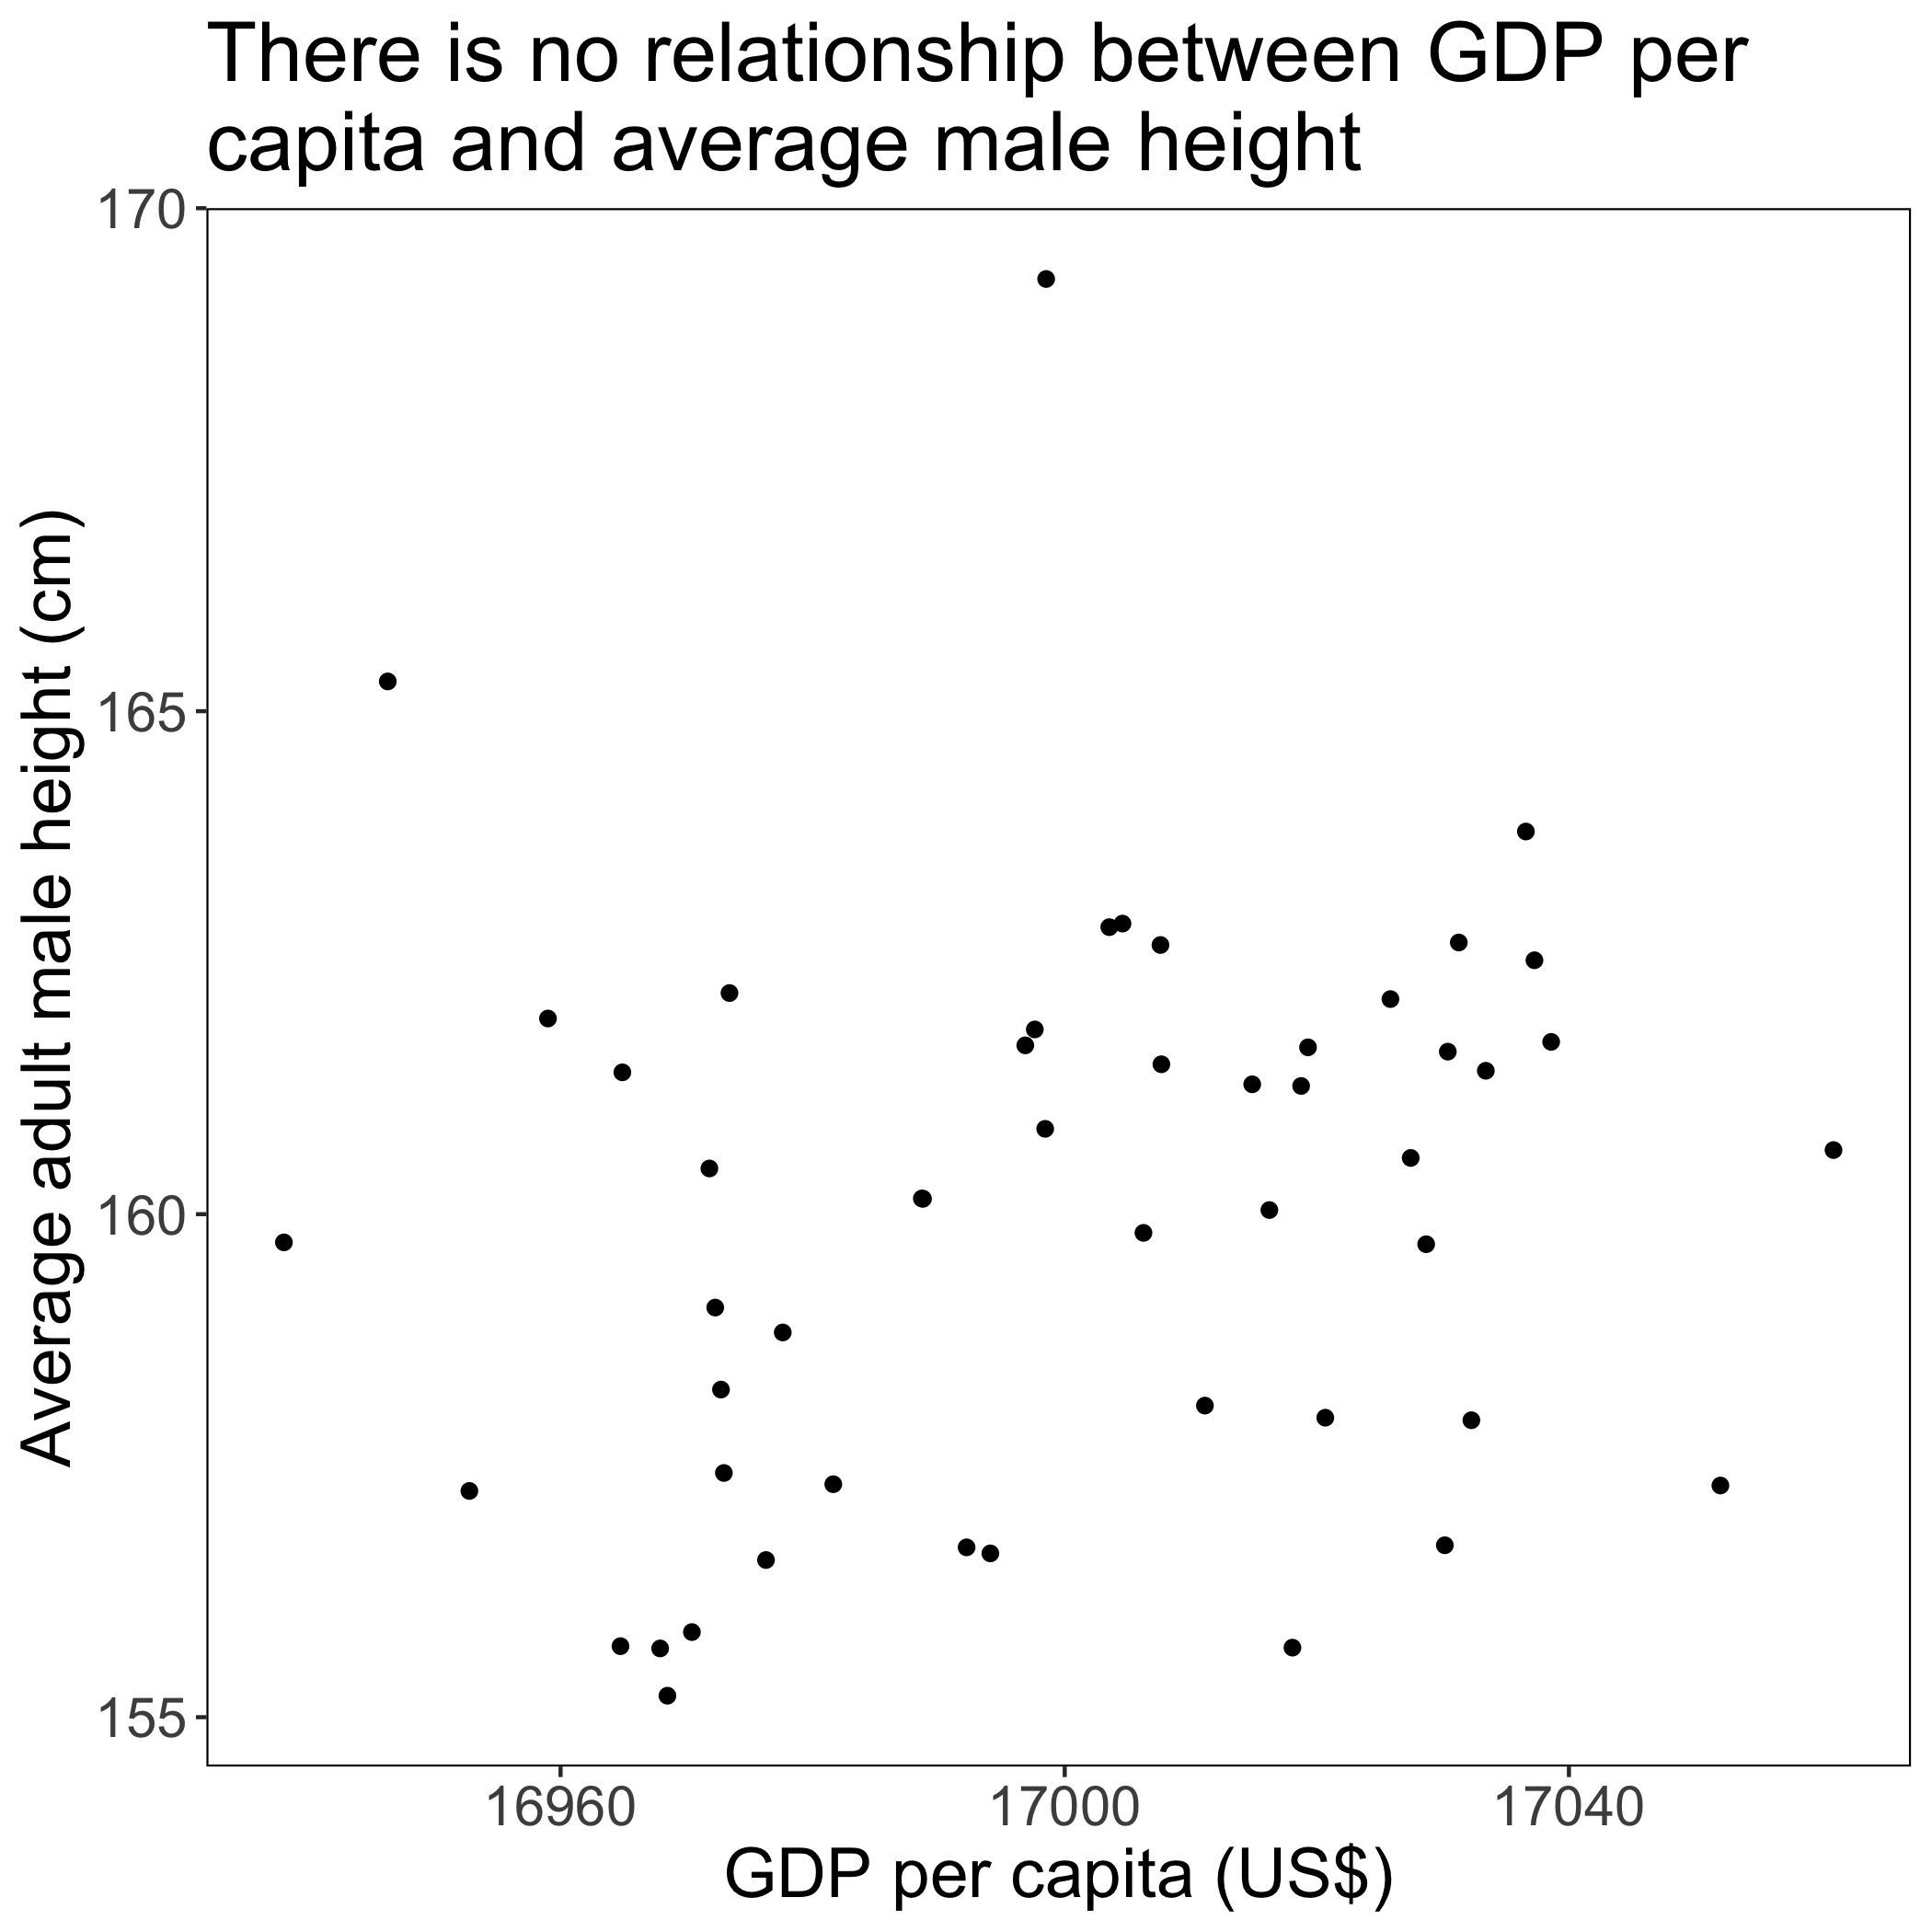 There is no relationship between GDP per
capita and average male height
Average adult male height (cm)
170
165
160
155
16960
17000
17040
GDP per capita (US$)